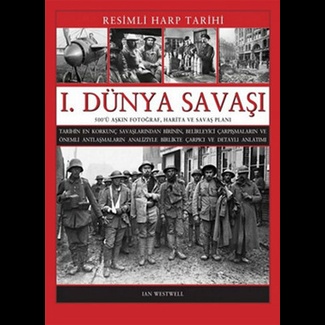 RESİMLİ HARP TARİHİ
I. DÜNYA SAVAŞI
500'Ü AŞKIN FOTOĞRAF, HARİTA VE SAVAŞ PLANI
TARİHİN EN KORKUNÇ SAVAŞLARINDAN BİRİNİN, BELİRLEYİCİ ÇARPIŞMALARIN VE
ÖNEMLİ ANTLAŞMALARIN ANALİZİYLE BİRLİKTE ÇARPICI VE DETAYLI ANLATIMI
IAN WESTWELL